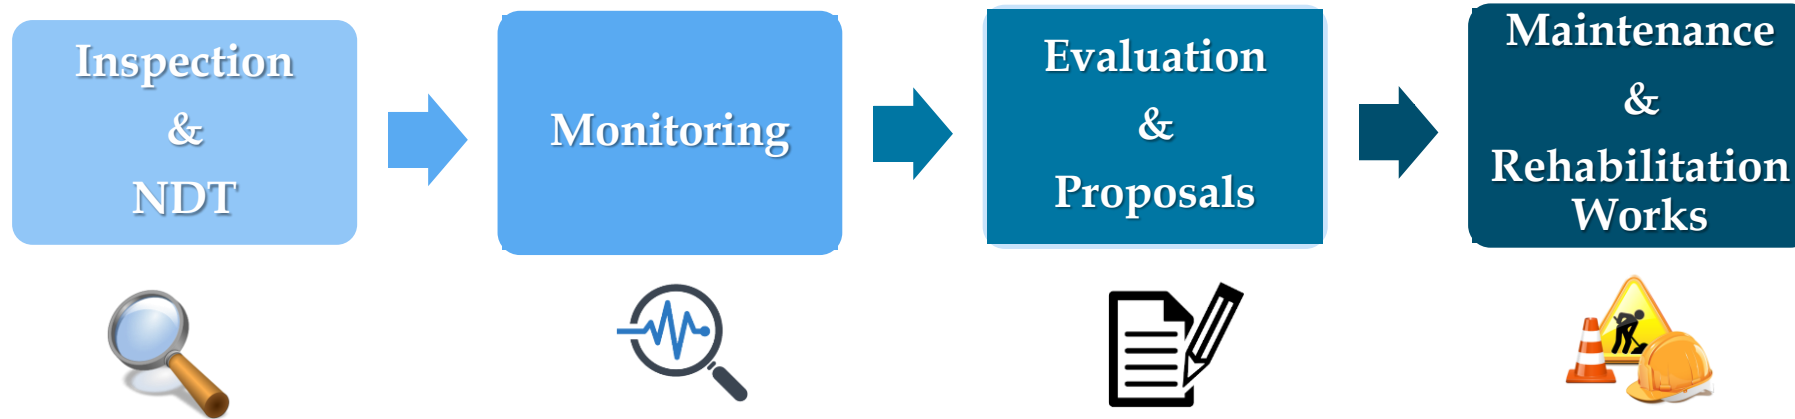 Inspection
&
NDT
Monitoring
Evaluation
&
Proposals
Maintenance
&
Rehabilitation
Works